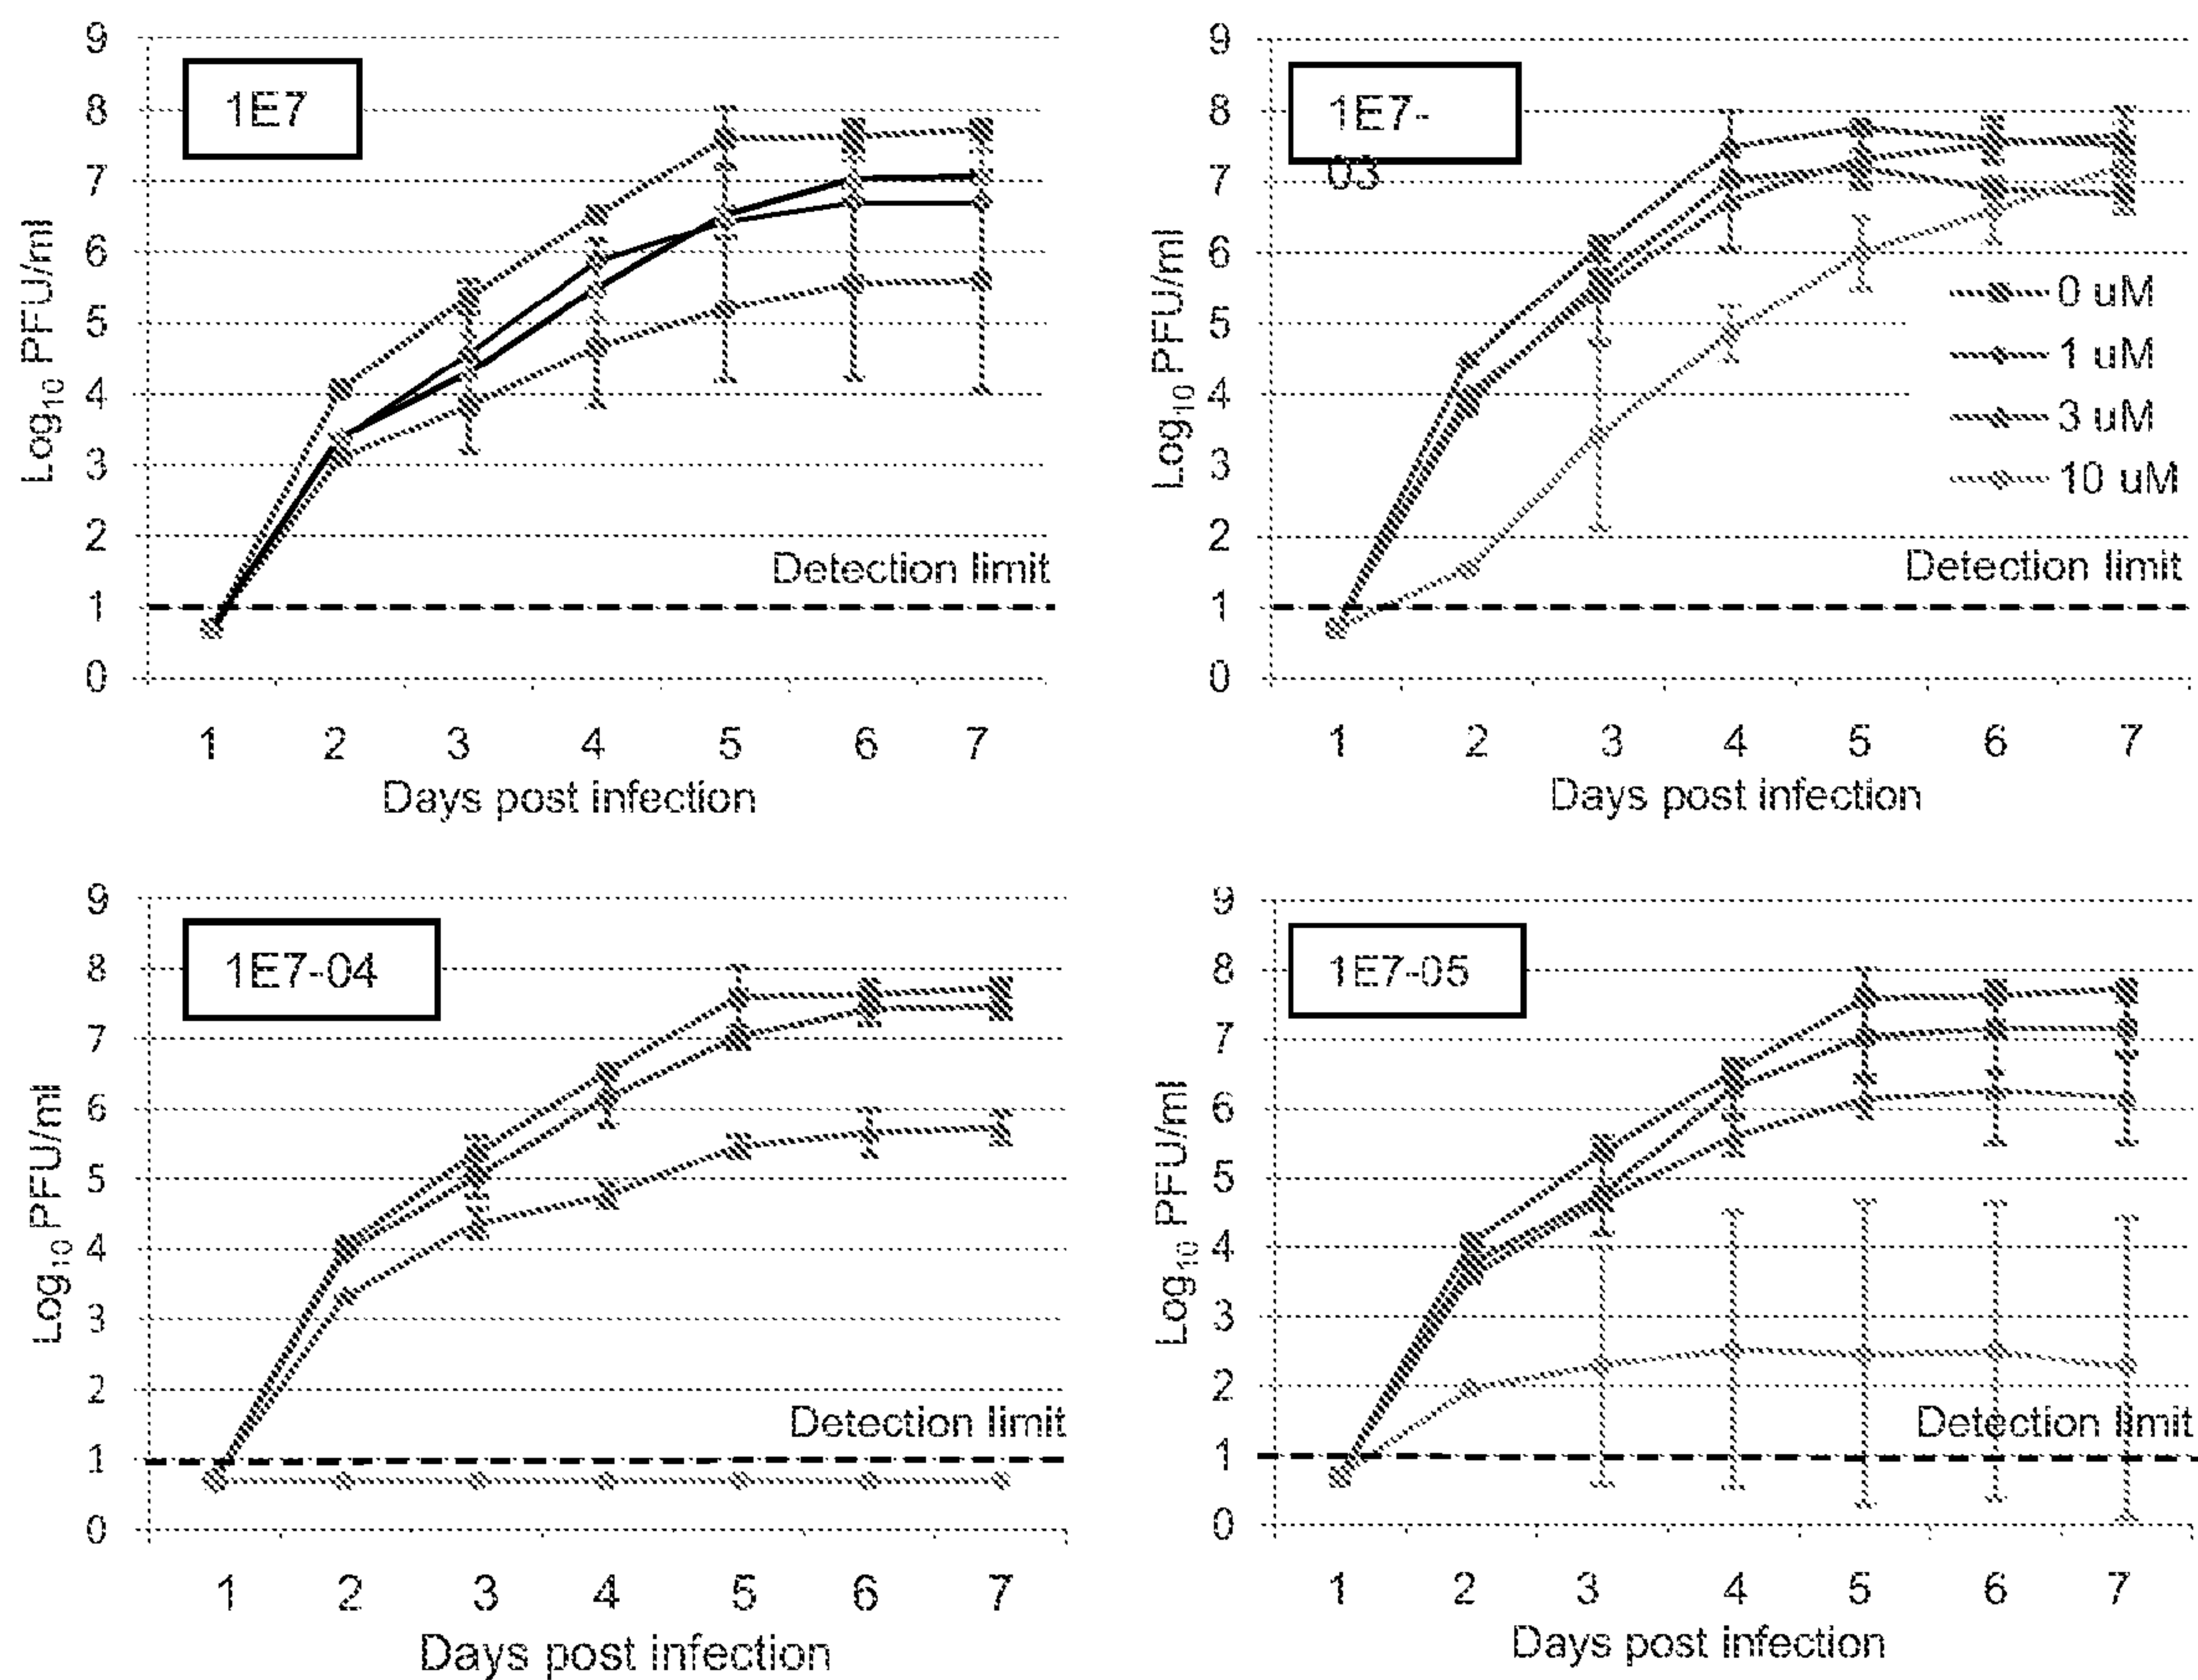 1E7
Log10 PFU/ml
9
8
7
6
5
4
3
2
1
0
Detection limit
1 2 3 4 5 6 7
Days post infection
1E7-
03
Log10 PFU/ml
9
8
7
6
5
4
3
2
1
0
0 uM
1 uM
3 uM
10 uM
Detection limit
1 2 3 4 5 6 7
Days post infection
1E7-04
Log10 PFU/ml
9
8
7
6
5
4
3
2
1
0
Detection limit
1 2 3 4 5 6 7
Days post infection
1E7-05
Log10 PFU/ml
9
8
7
6
5
4
3
2
1
0
Detection limit
1 2 3 4 5 6 7
Days post infection